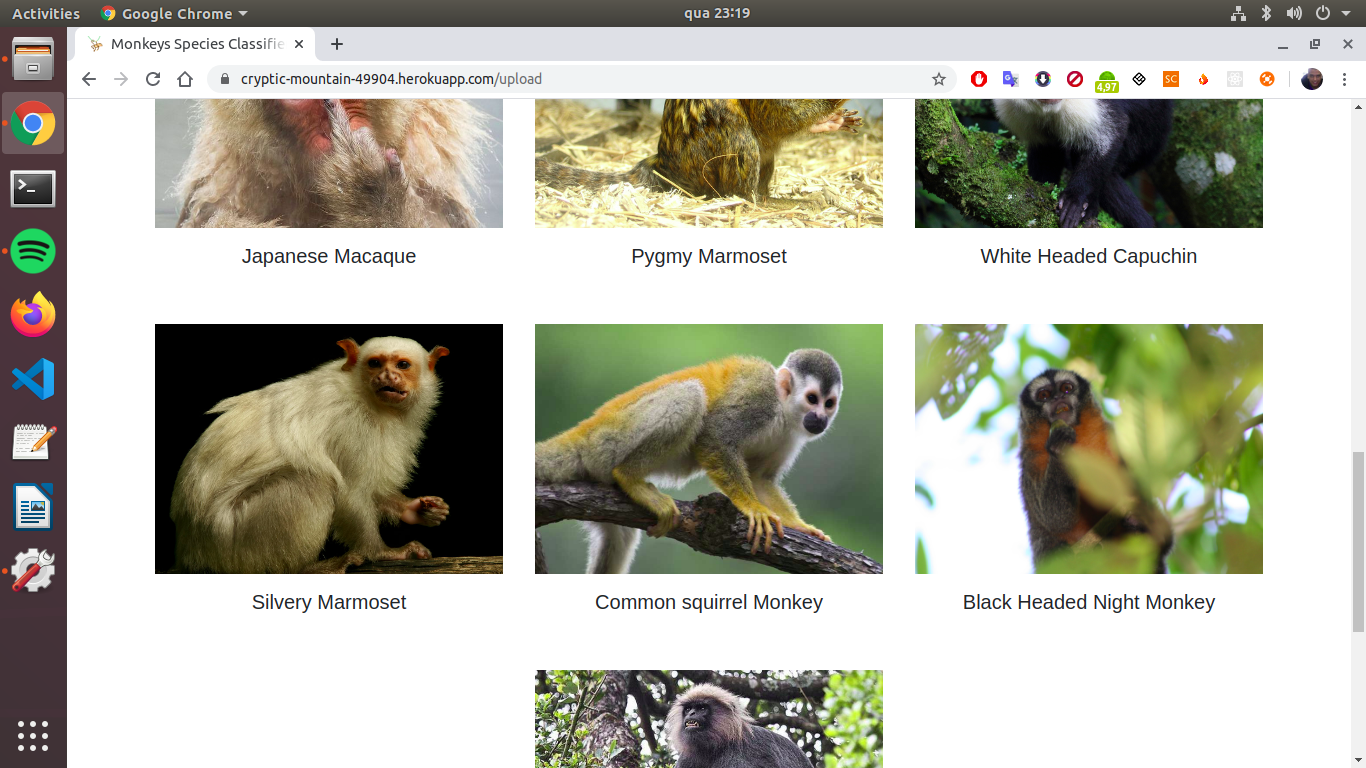 Activities
Google Chrome
qua 23:19
Monkeys Species Classifie
cryptic-mountain-49904.herokuapp.com/upload
4,97
SC
Japanese Macaque
Pygmy Marmoset
White Headed Capuchin
Silvery Marmoset
Common squirrel Monkey
Black Headed Night Monkey